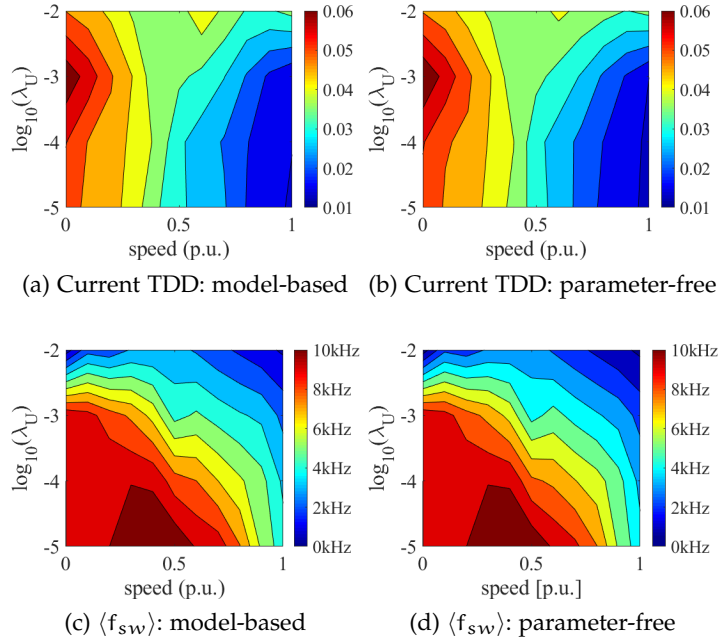 -2
-3
-4
-5
log10(λU)
0
0.5
1
speed (p.u.)
0.06
0.05
0.04
0.03
0.02
0.01
(a) Current TDD: model-based
-2
-3
-4
-5
log10(λU)
0
0.5
1
speed (p.u.)
0.06
0.05
0.04
0.03
0.02
0.01
(b) Current TDD: parameter-free
-2
-3
-4
-5
log10(λU)
0
0.5
1
speed (p.u.)
10kHz
8kHz
6kHz
4kHz
2kHz
0kHz
(c) ⟨fsw⟩: model-based
-2
-3
-4
-5
log10(λU)
0
0.5
1
speed [p.u.]
10kHz
8kHz
6kHz
4kHz
2kHz
0kHz
(d) ⟨fsw⟩: parameter-free